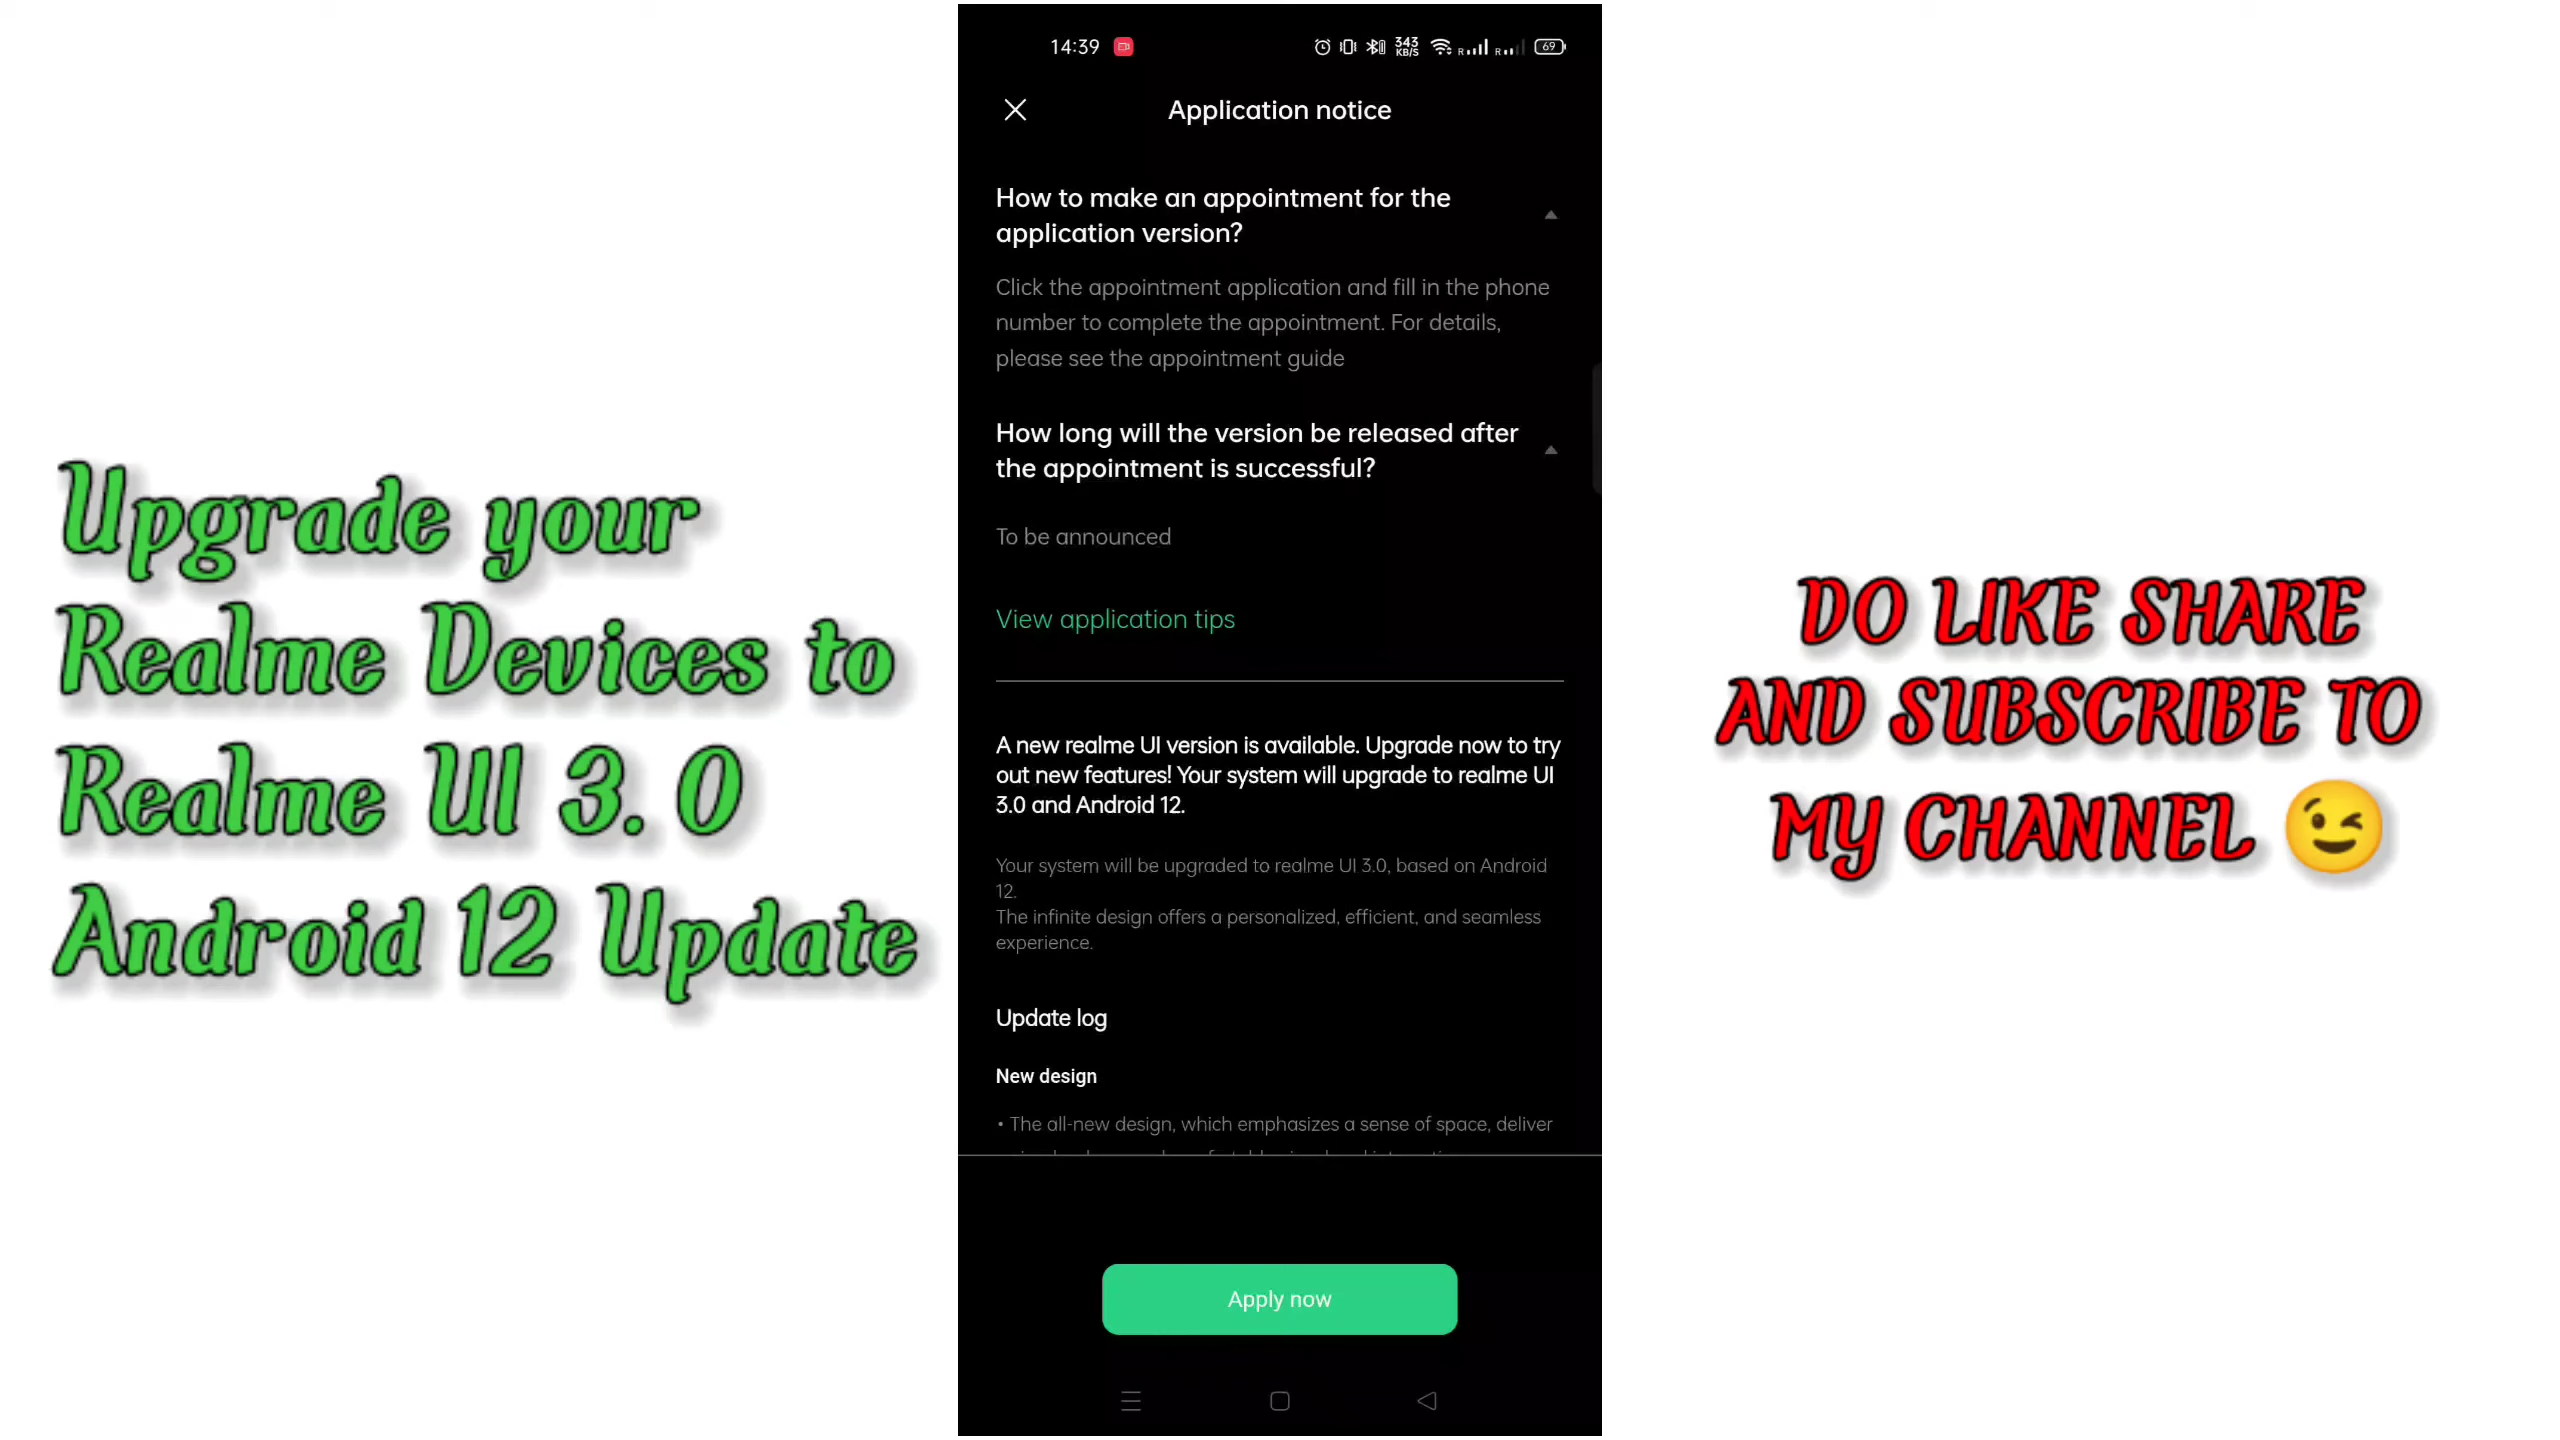 Upgrade your
Realme Devices to
Realme UI 3.0
Android 12 Update
14:39
343
KB/S
R
R
69
Application notice
How to make an appointment for the
application version?
Click the appointment application and fill in the phone
number to complete the appointment. For details,
please see the appointment guide
How long will the version be released after
the appointment is successful?
To be announced
View application tips
A new realme UI version is available. Upgrade now to try
out new features! Your system will upgrade to realme UI
3.0 and Android 12.
Your system will be upgraded to realme UI 3.0, based on Android
12.
The infinite design offers a personalized, efficient, and seamless
experience.
Update log
New design
• The all-new design, which emphasizes a sense of space, deliver
Apply now
DO LIKE SHARE
AND SUBSCRIBE TO
MY CHANNEL 😉